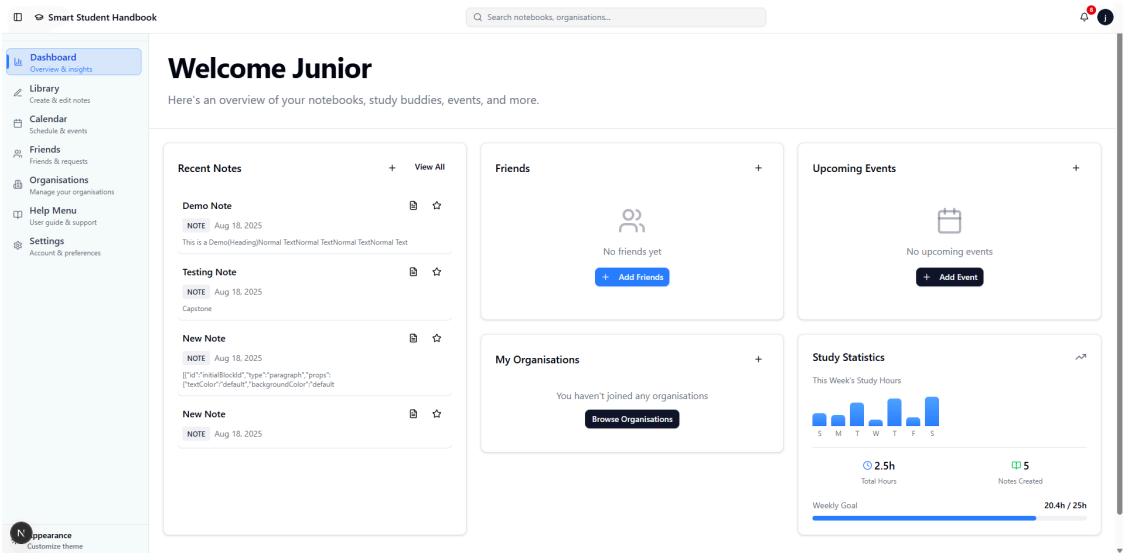 Smart Student Handbook
Search notebooks, organisations...
8
j
Dashboard
Overview & insights
Library
Create & edit notes
Calendar
Schedule & events
Friends
Friends & requests
Organisations
Manage your organisations
Help Menu
User guide & support
Settings
Account & preferences
N
ppearance
Customize theme
Welcome Junior
Here's an overview of your notebooks, study buddies, events, and more.
Recent Notes
+ View All
Demo Note
NOTE Aug 18, 2025
This is a Demo(Heading)Normal TextNormal TextNormal TextNormal Text
Testing Note
NOTE Aug 18, 2025
Capstone
New Note
NOTE Aug 18, 2025
[{"id":"initialBlockId","type":"paragraph","props":
{"textColor":"default","backgroundColor":"default
New Note
NOTE Aug 18, 2025
Friends +
No friends yet
+ Add Friends
My Organisations +
You haven't joined any organisations
Browse Organisations
Upcoming Events +
No upcoming events
+ Add Event
Study Statistics
This Week's Study Hours
S M T W T F S
2.5h 5
Total Hours Notes Created
Weekly Goal 20.4h / 25h